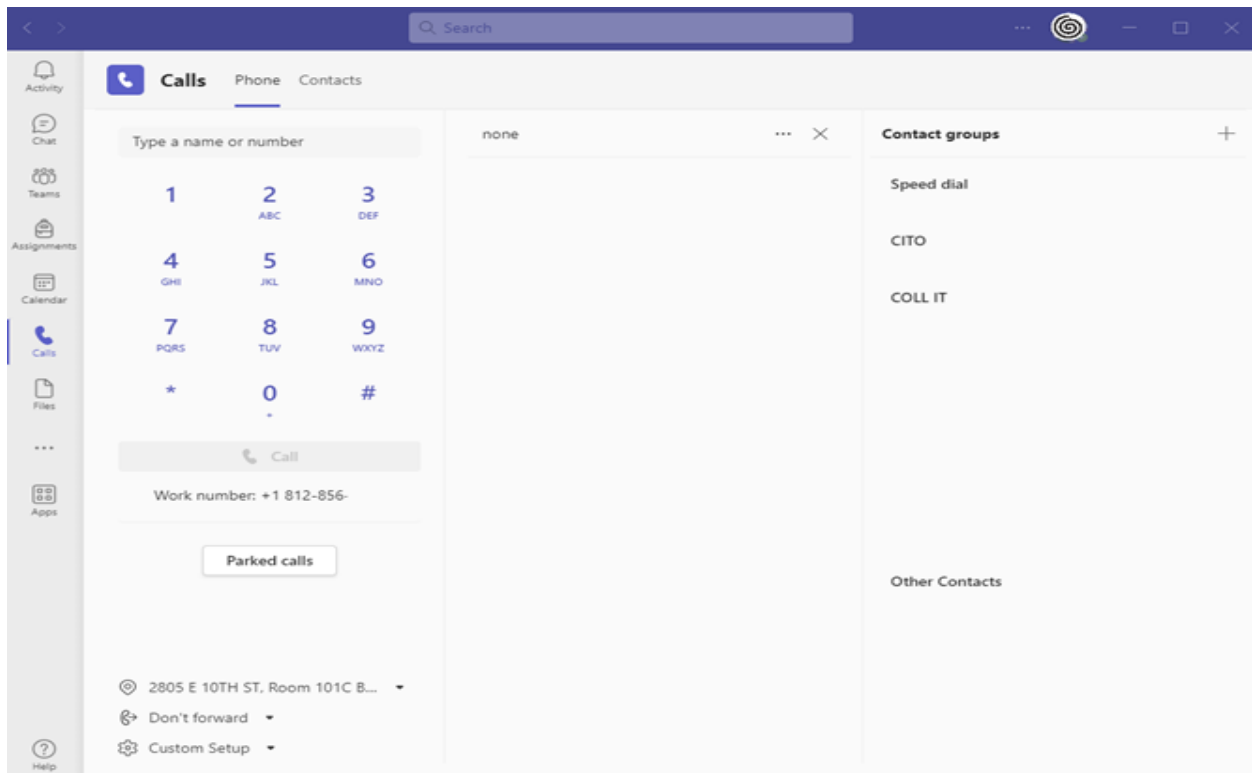 Search
Activity
Chat
Teams
Assignments
Calendar
Calls
Files
Apps
Help
Calls Phone Contacts
Type a name or number
1 2 3
ABC DEF
4 5 6
GHI JKL MNO
7 8 9
PQRS TUV WXYZ
* 0 #
+
Call
Work number: +1 812-856-
Parked calls
2805 E 10TH ST, Room 101C B...
Don't forward
Custom Setup
none
Contact groups
Speed dial
CITO
COLL IT
Other Contacts